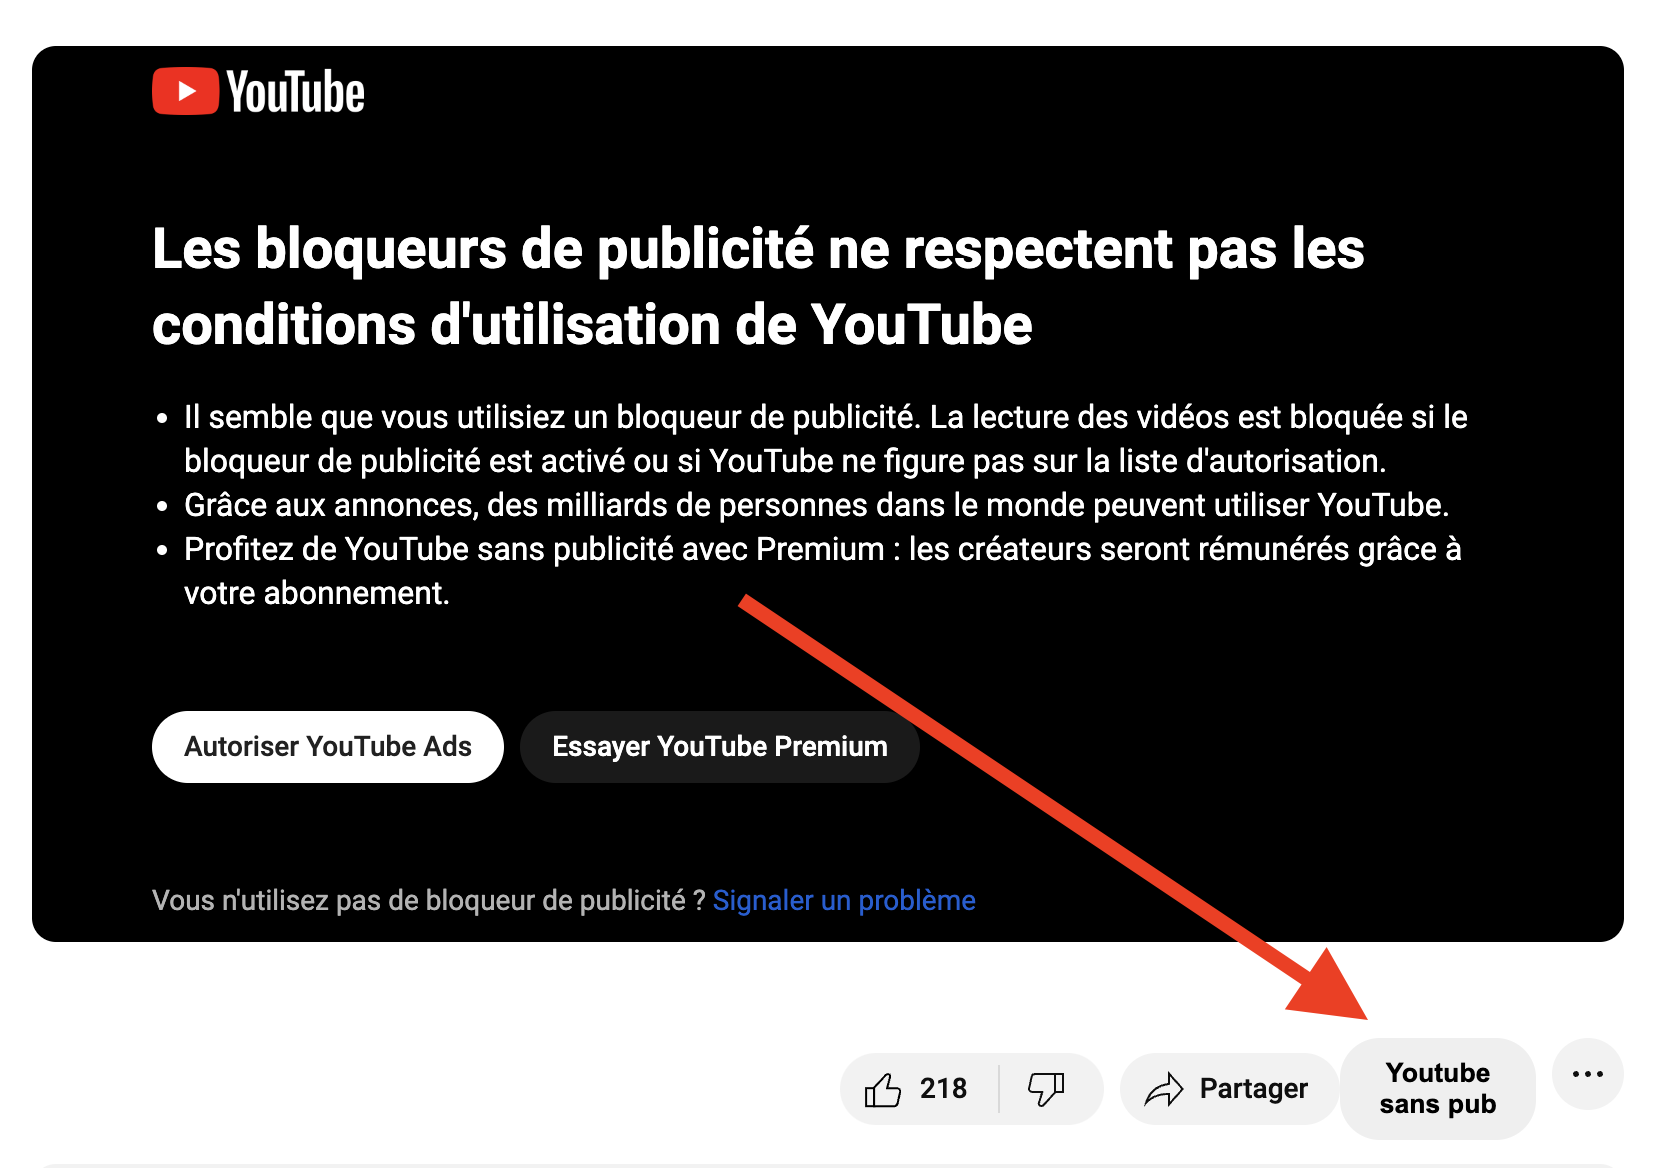 YouTube
Les bloqueurs de publicité ne respectent pas les
conditions d'utilisation de YouTube
• Il semble que vous utilisiez un bloqueur de publicité. La lecture des vidéos est bloquée si le
bloqueur de publicité est activé ou si YouTube ne figure pas sur la liste d'autorisation.
• Grâce aux annonces, des milliards de personnes dans le monde peuvent utiliser YouTube.
• Profitez de YouTube sans publicité avec Premium : les créateurs seront rémunérés grâce à
votre abonnement.
Autoriser YouTube Ads
Essayer YouTube Premium
Vous n'utilisez pas de bloqueur de publicité ? Signaler un problème
218
Partager
Youtube
sans pub